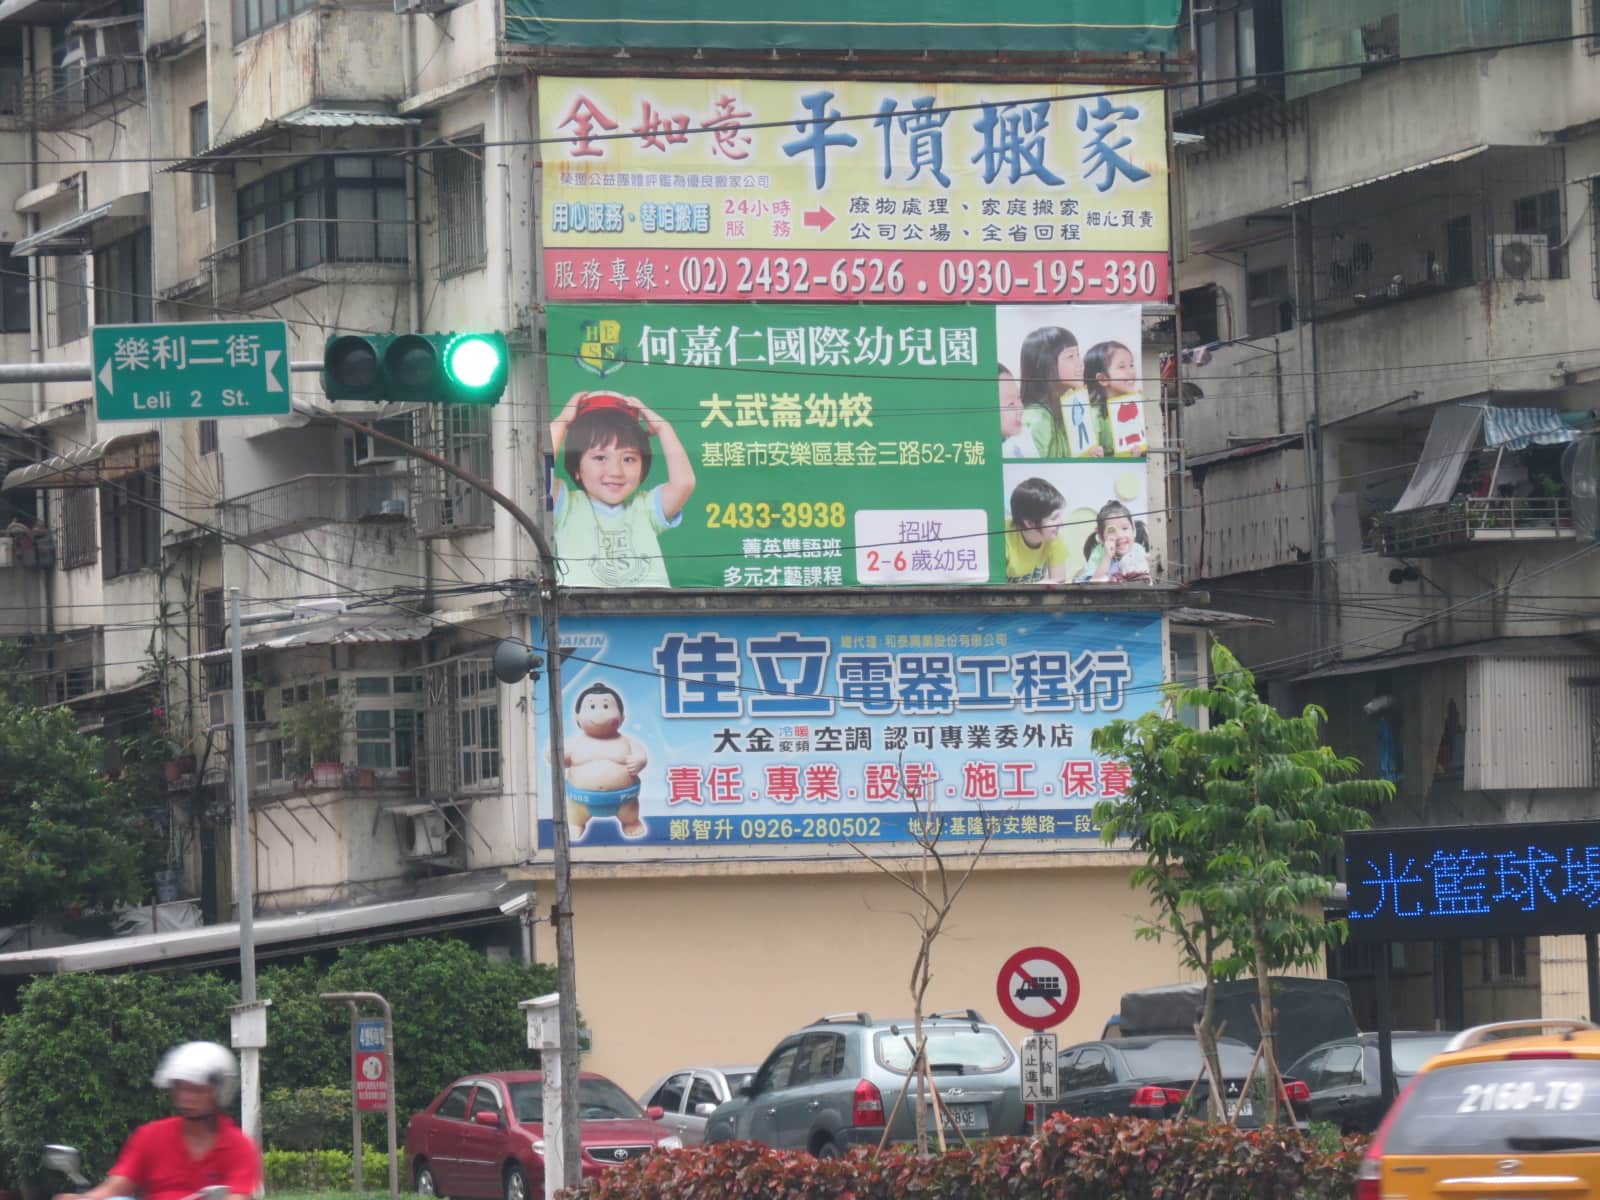 全如意 平價搬家
榮獲公益團體評鑑為優良搬家公司
用心服務、替咱搬厝
24小時
服務
廢物處理、家庭搬家
公司公場、全省回程
細心負責
服務專線：(02) 2432-6526 . 0930-195-330
樂利二街
Leli 2 St.
HESS
何嘉仁國際幼兒園
大武崙幼校
基隆市安樂區基金三路52-7號
2433-3938
菁英雙語班
多元才藝課程
招收
2-6歲幼兒
DAIKIN
總代理：和泰興業股份有限公司
佳立電器工程行
大金 冷暖變頻 空調 認可專業委外店
責任．專業．設計．施工．保養
鄭智升 0926-280502 地址:基隆市安樂路一段2
光籃球場
大貨車
禁止進入
2160-T9